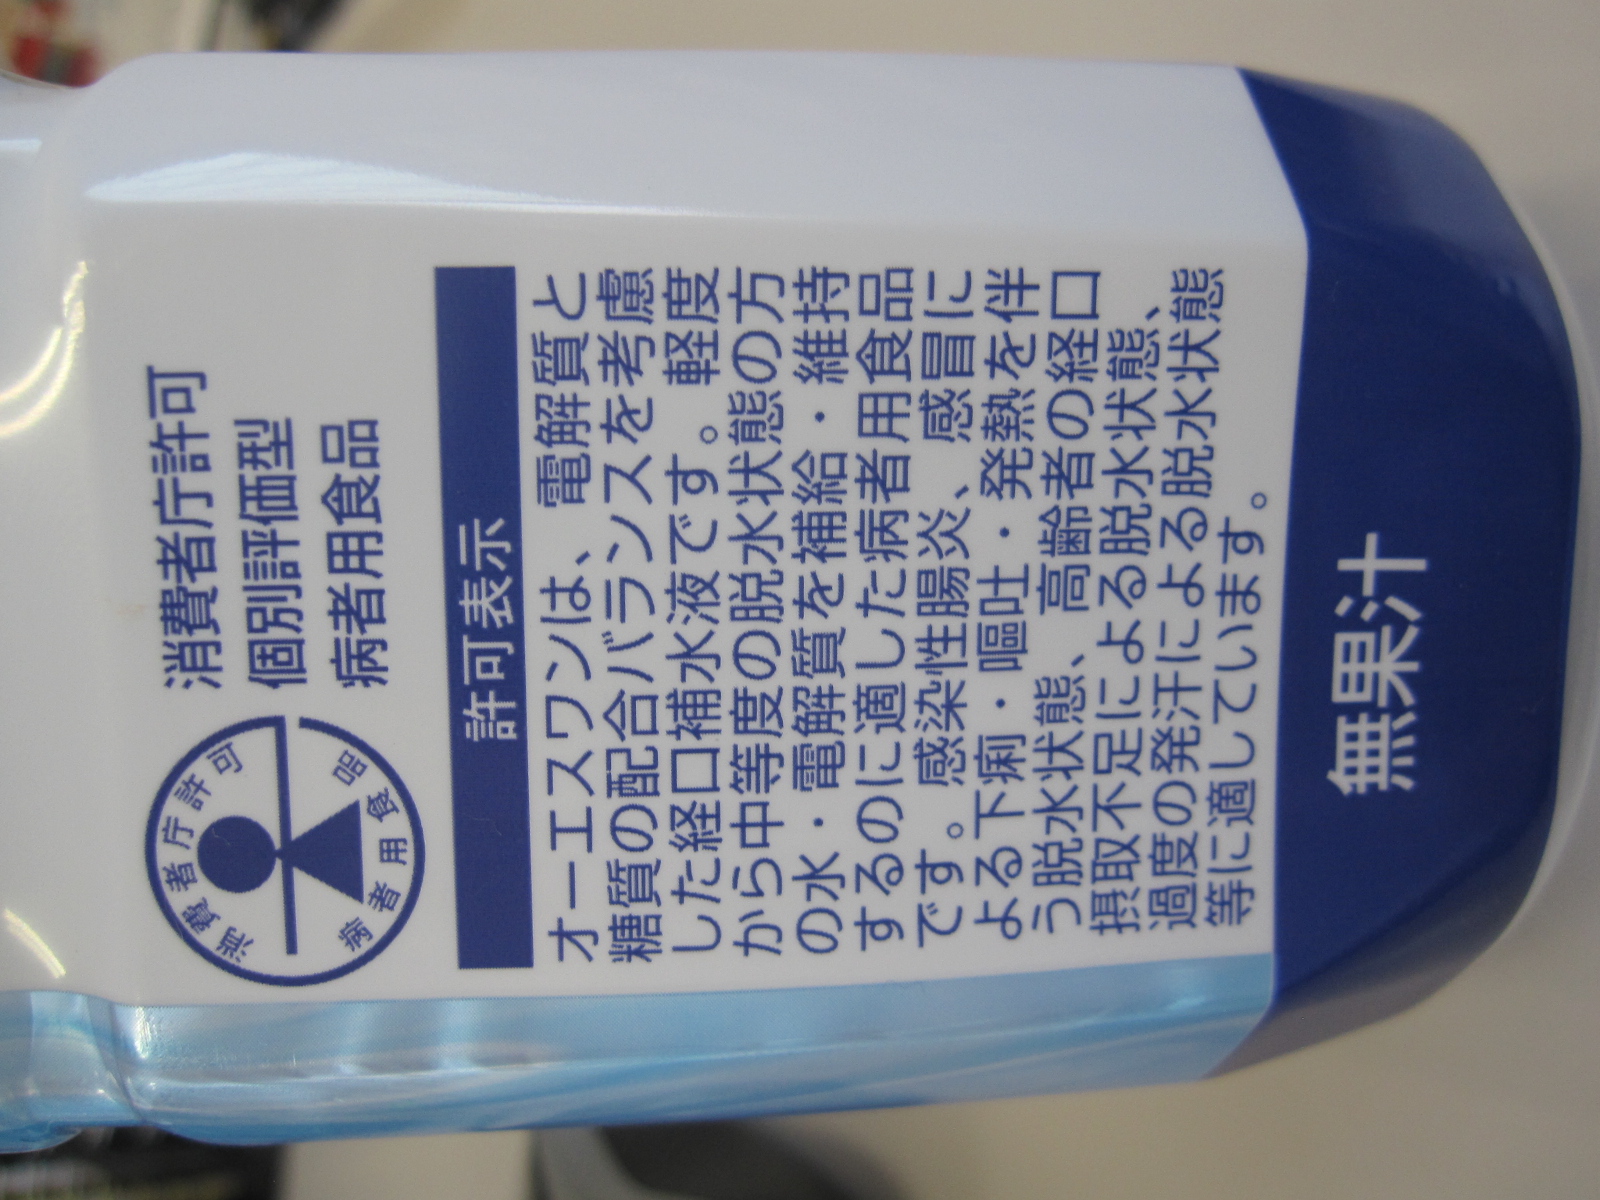 消費者庁許可
個別評価型
病者用食品
消費者庁許可
病者用食品
許可表示
オーエスワンは、電解質と
糖質の配合バランスを考慮
した経口補水液です。軽度
から中等度の脱水状態の方
の水・電解質を補給・維持
するのに適した病者用食品
です。感染性腸炎、感冒に
よる下痢・嘔吐・発熱を伴
う脱水状態、高齢者の経口
摂取不足による脱水状態、
過度の発汗による脱水状態
等に適しています。
無果汁